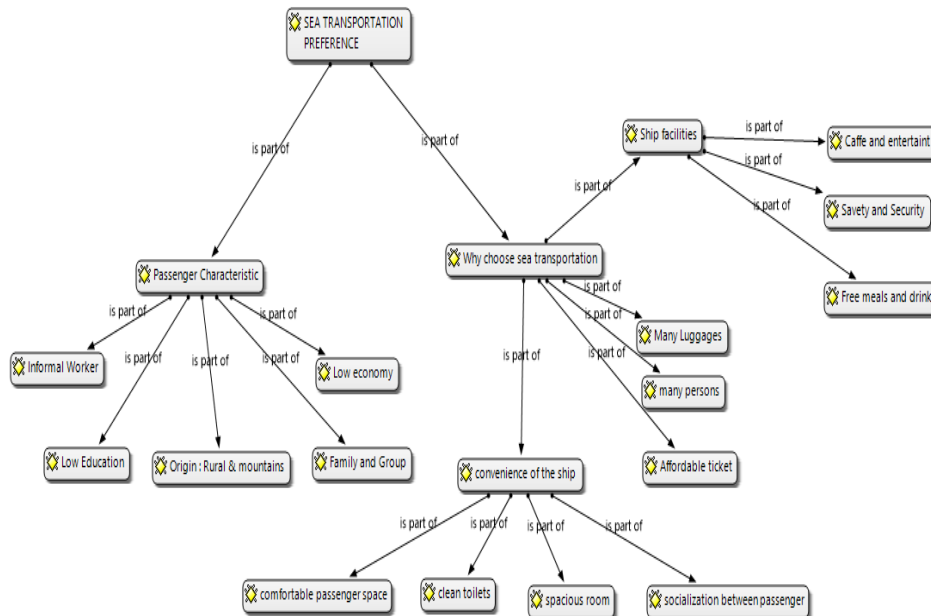 SEA TRANSPORTATION
PREFERENCE
is part of
is part of
Ship facilities
is part of
Caffe and entertaint
is part of
Savety and Security
is part of
Free meals and drink
is part of
Passenger Characteristic
Why choose sea transportation
is part of
is part of
is part of
is part of
is part of
Informal Worker
Low Education
Origin : Rural & mountains
Family and Group
Low economy
is part of
is part of
is part of
is part of
Many Luggages
many persons
Affordable ticket
convenience of the ship
is part of
is part of
is part of
is part of
comfortable passenger space
clean toilets
spacious room
socialization between passenger